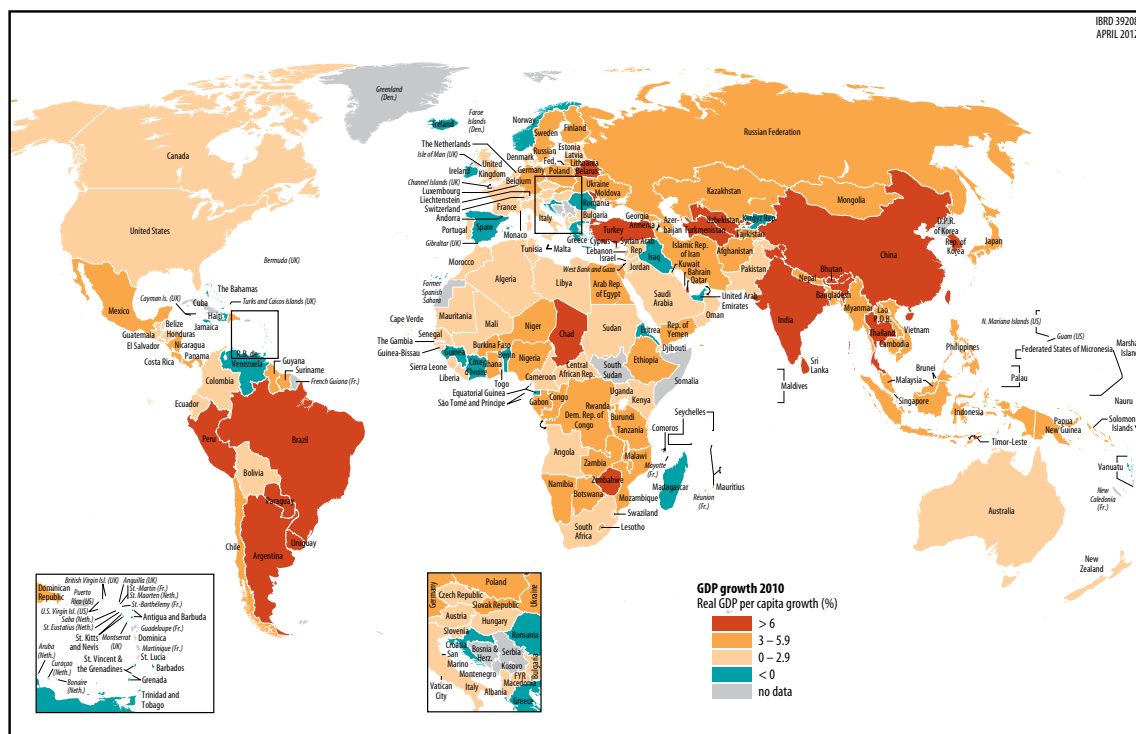 IBRD 39208
APRIL 2012
Greenland
(Den.)
Faroe
Islands
(Den.)
Iceland
Norway
Sweden
Finland
Russian Federation
The Netherlands
Isle of Man (UK)
Canada
United
Kingdom
Denmark
Russian
Fed.
Estonia
Latvia
Lithuania
Belarus
Ireland
Germany
Poland
Channel Islands (UK)
Belgium
Ukraine
Moldova
Romania
Luxembourg
Liechtenstein
Switzerland
France
Andorra
Italy
Bulgaria
Kazakhstan
Mongolia
United States
Portugal
Spain
Monaco
Gibraltar (UK)
Greece
Georgia
Armenia
Azer-
baijan
Turkey
Uzbekistan
Turkmenistan
Kyrgyz Rep.
Tajikistan
D.P.R.
of Korea
Rep. of
Korea
Japan
China
Tunisia
Malta
Cyprus
Lebanon
Israel
Syrian Arab
Rep.
Iraq
Islamic Rep.
of Iran
Afghanistan
Bermuda (UK)
Morocco
West Bank and Gaza
Jordan
Kuwait
Bahrain
Qatar
Pakistan
Nepal
Bhutan
Algeria
Libya
Arab Rep.
of Egypt
Former
Spanish
Sahara
Saudi
Arabia
United Arab
Emirates
Oman
Bangladesh
Myanmar
Lao
P.D.R.
The Bahamas
Cayman Is. (UK)
Cuba
Turks and Caicos Islands (UK)
Mexico
Haiti
Jamaica
Belize
Honduras
Guatemala
El Salvador
Nicaragua
Costa Rica
Panama
R.B. de
Venezuela
Guyana
Suriname
French Guiana (Fr.)
Colombia
Ecuador
Peru
Brazil
Bolivia
Paraguay
Chile
Argentina
Uruguay
Cape Verde
Mauritania
Mali
Niger
Chad
Sudan
Eritrea
Rep. of
Yemen
Djibouti
Senegal
The Gambia
Guinea-Bissau
Guinea
Burkina Faso
Benin
Sierra Leone
Liberia
Côte
d'Ivoire
Ghana
Togo
Nigeria
Cameroon
Central
African Rep.
South
Sudan
Ethiopia
Somalia
Equatorial Guinea
São Tomé and Príncipe
Gabon
Congo
Dem. Rep. of
Congo
Uganda
Kenya
Rwanda
Burundi
Tanzania
Seychelles
Comoros
Mayotte
(Fr.)
Angola
Zambia
Malawi
Zimbabwe
Mozambique
Madagascar
Réunion (Fr.)
Mauritius
Namibia
Botswana
Swaziland
Lesotho
South
Africa
India
Sri
Lanka
Maldives
Thailand
Cambodia
Vietnam
Philippines
Brunei
Malaysia
Singapore
Indonesia
Timor-Leste
Papua
New Guinea
N. Mariana Islands (US)
Guam (US)
Federated States of Micronesia
Palau
Marsha
Island
Nauru
Solomon
Islands
Vanuatu
New
Caledonia
(Fr.)
Australia
New
Zealand
Dominican
Republic
British Virgin Isl. (UK)
Puerto
Rico (US)
Anguilla (UK)
St.-Martin (Fr.)
St. Maarten (Neth.)
St.-Barthélemy (Fr.)
U.S. Virgin Isl. (US)
Saba (Neth.)
St. Eustatius (Neth.)
Antigua and Barbuda
Guadeloupe (Fr.)
St. Kitts
and Nevis
Montserrat
(UK)
Dominica
Martinique (Fr.)
St. Lucia
Aruba
(Neth.)
Curaçao
(Neth.)
Bonaire
(Neth.)
St. Vincent &
the Grenadines
Barbados
Grenada
Trinidad and
Tobago
Germany
Poland
Czech Republic
Slovak Republic
Ukraine
Austria
Hungary
Slovenia
Croatia
Romania
Bosnia &
Herz.
Serbia
San
Marino
Kosovo
Montenegro
Bulgaria
FYR
Macedonia
Vatican
City
Italy
Albania
Greece
GDP growth 2010
Real GDP per capita growth (%)
> 6
3 – 5.9
0 – 2.9
< 0
no data